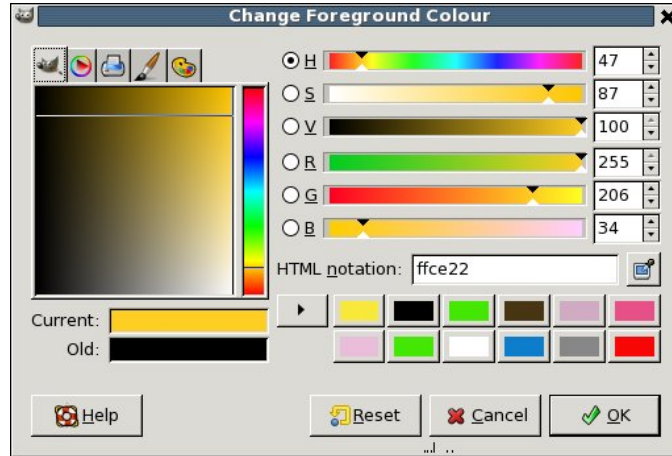 Change Foreground Colour
H 47
S 87
V 100
R 255
G 206
B 34
HTML notation: ffce22
Current:
Old:
Help Reset Cancel OK